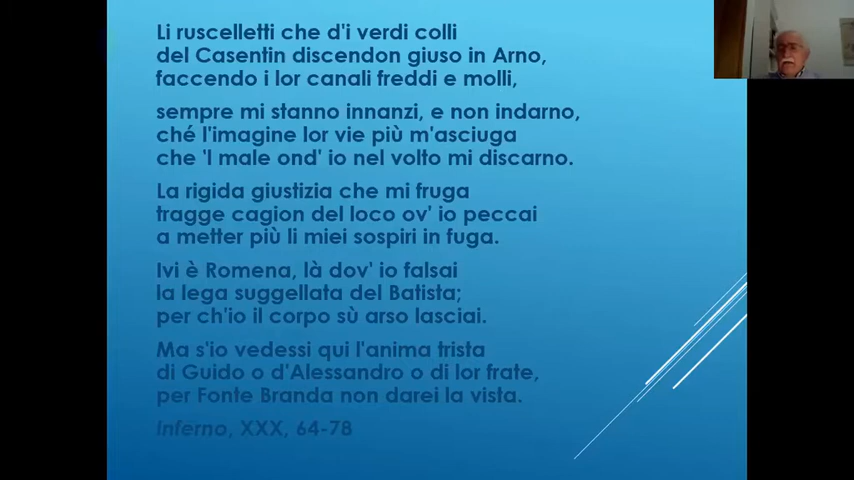 Li ruscelletti che d'i verdi colli
del Casentin discendon giuso in Arno,
faccendo i lor canali freddi e molli,
sempre mi stanno innanzi, e non indarno,
ché l'imagine lor vie più m'asciuga
che 'l male ond' io nel volto mi discarno.
La rigida giustizia che mi fruga
tragge cagion del loco ov' io peccai
a metter più li miei sospiri in fuga.
Ivi è Romena, là dov' io falsai
la lega suggellata del Batista;
per ch'io il corpo sù arso lasciai.
Ma s'io vedessi qui l'anima trista
di Guido o d'Alessandro o di lor frate,
per Fonte Branda non darei la vista.
Inferno, XXX, 64-78